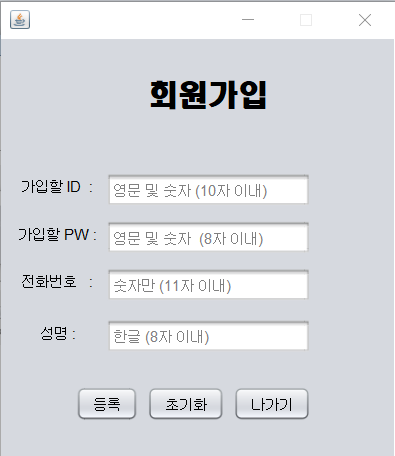 회원가입
가입할 ID : 영문 및 숫자 (10자 이내)
가입할 PW : 영문 및 숫자 (8자 이내)
전화번호 : 숫자만 (11자 이내)
성명 : 한글 (8자 이내)
등록 초기화 나가기